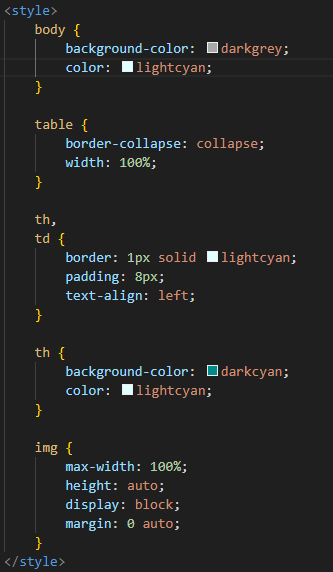 <style>
body {
background-color: darkgrey;
color: lightcyan;
}
table {
border-collapse: collapse;
width: 100%;
}
th,
td {
border: 1px solid lightcyan;
padding: 8px;
text-align: left;
}
th {
background-color: darkcyan;
color: lightcyan;
}
img {
max-width: 100%;
height: auto;
display: block;
margin: 0 auto;
}
</style>